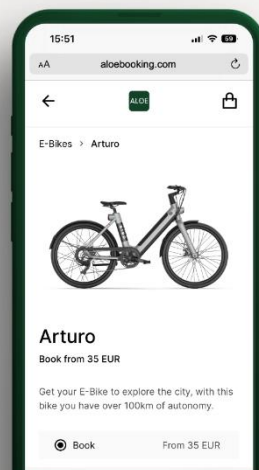 15:51
59
AA
aloebooking.com
ALOE
E-Bikes > Arturo
Arturo
Book from 35 EUR
Get your E-Bike to explore the city, with this
bike you have over 100km of autonomy.
Book
From 35 EUR